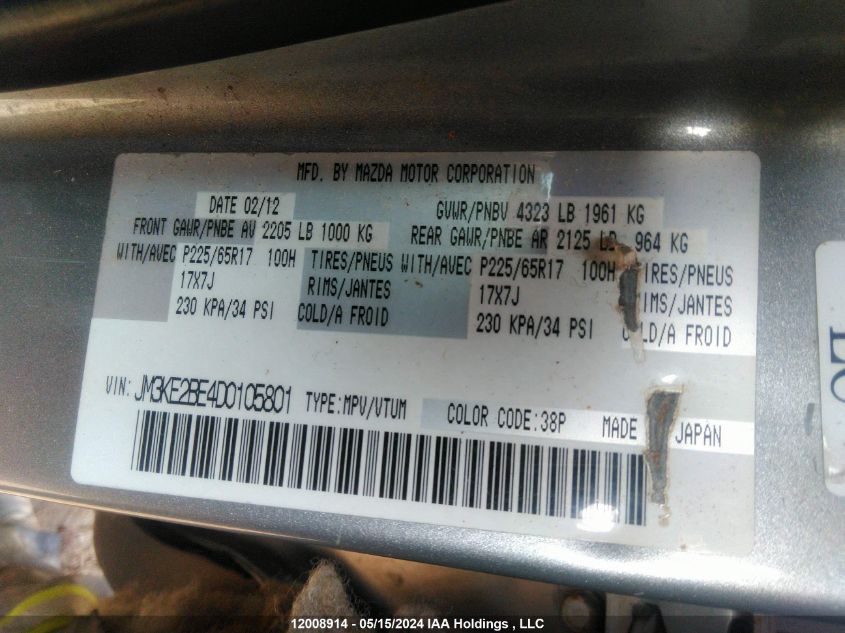 MFD. BY MAZDA MOTOR CORPORATION
DATE 02/12 GVWR/PNBV 4323 LB 1961 KG
FRONT GAWR/PNBE AV 2205 LB 1000 KG REAR GAWR/PNBE AR 2125 LB 964 KG
WITH/AVEC P225/65R17 100H TIRES/PNEUS WITH/AVEC P225/65R17 100H TIRES/PNEUS
17X7J RIMS/JANTES 17X7J RIMS/JANTES
230 KPA/34 PSI COLD/A FROID 230 KPA/34 PSI COLD/A FROID
VIN: JM3KE2BE4D0105801 TYPE:MPV/VTUM COLOR CODE:38P MADE JAPAN
12008914 - 05/15/2024 IAA Holdings , LLC